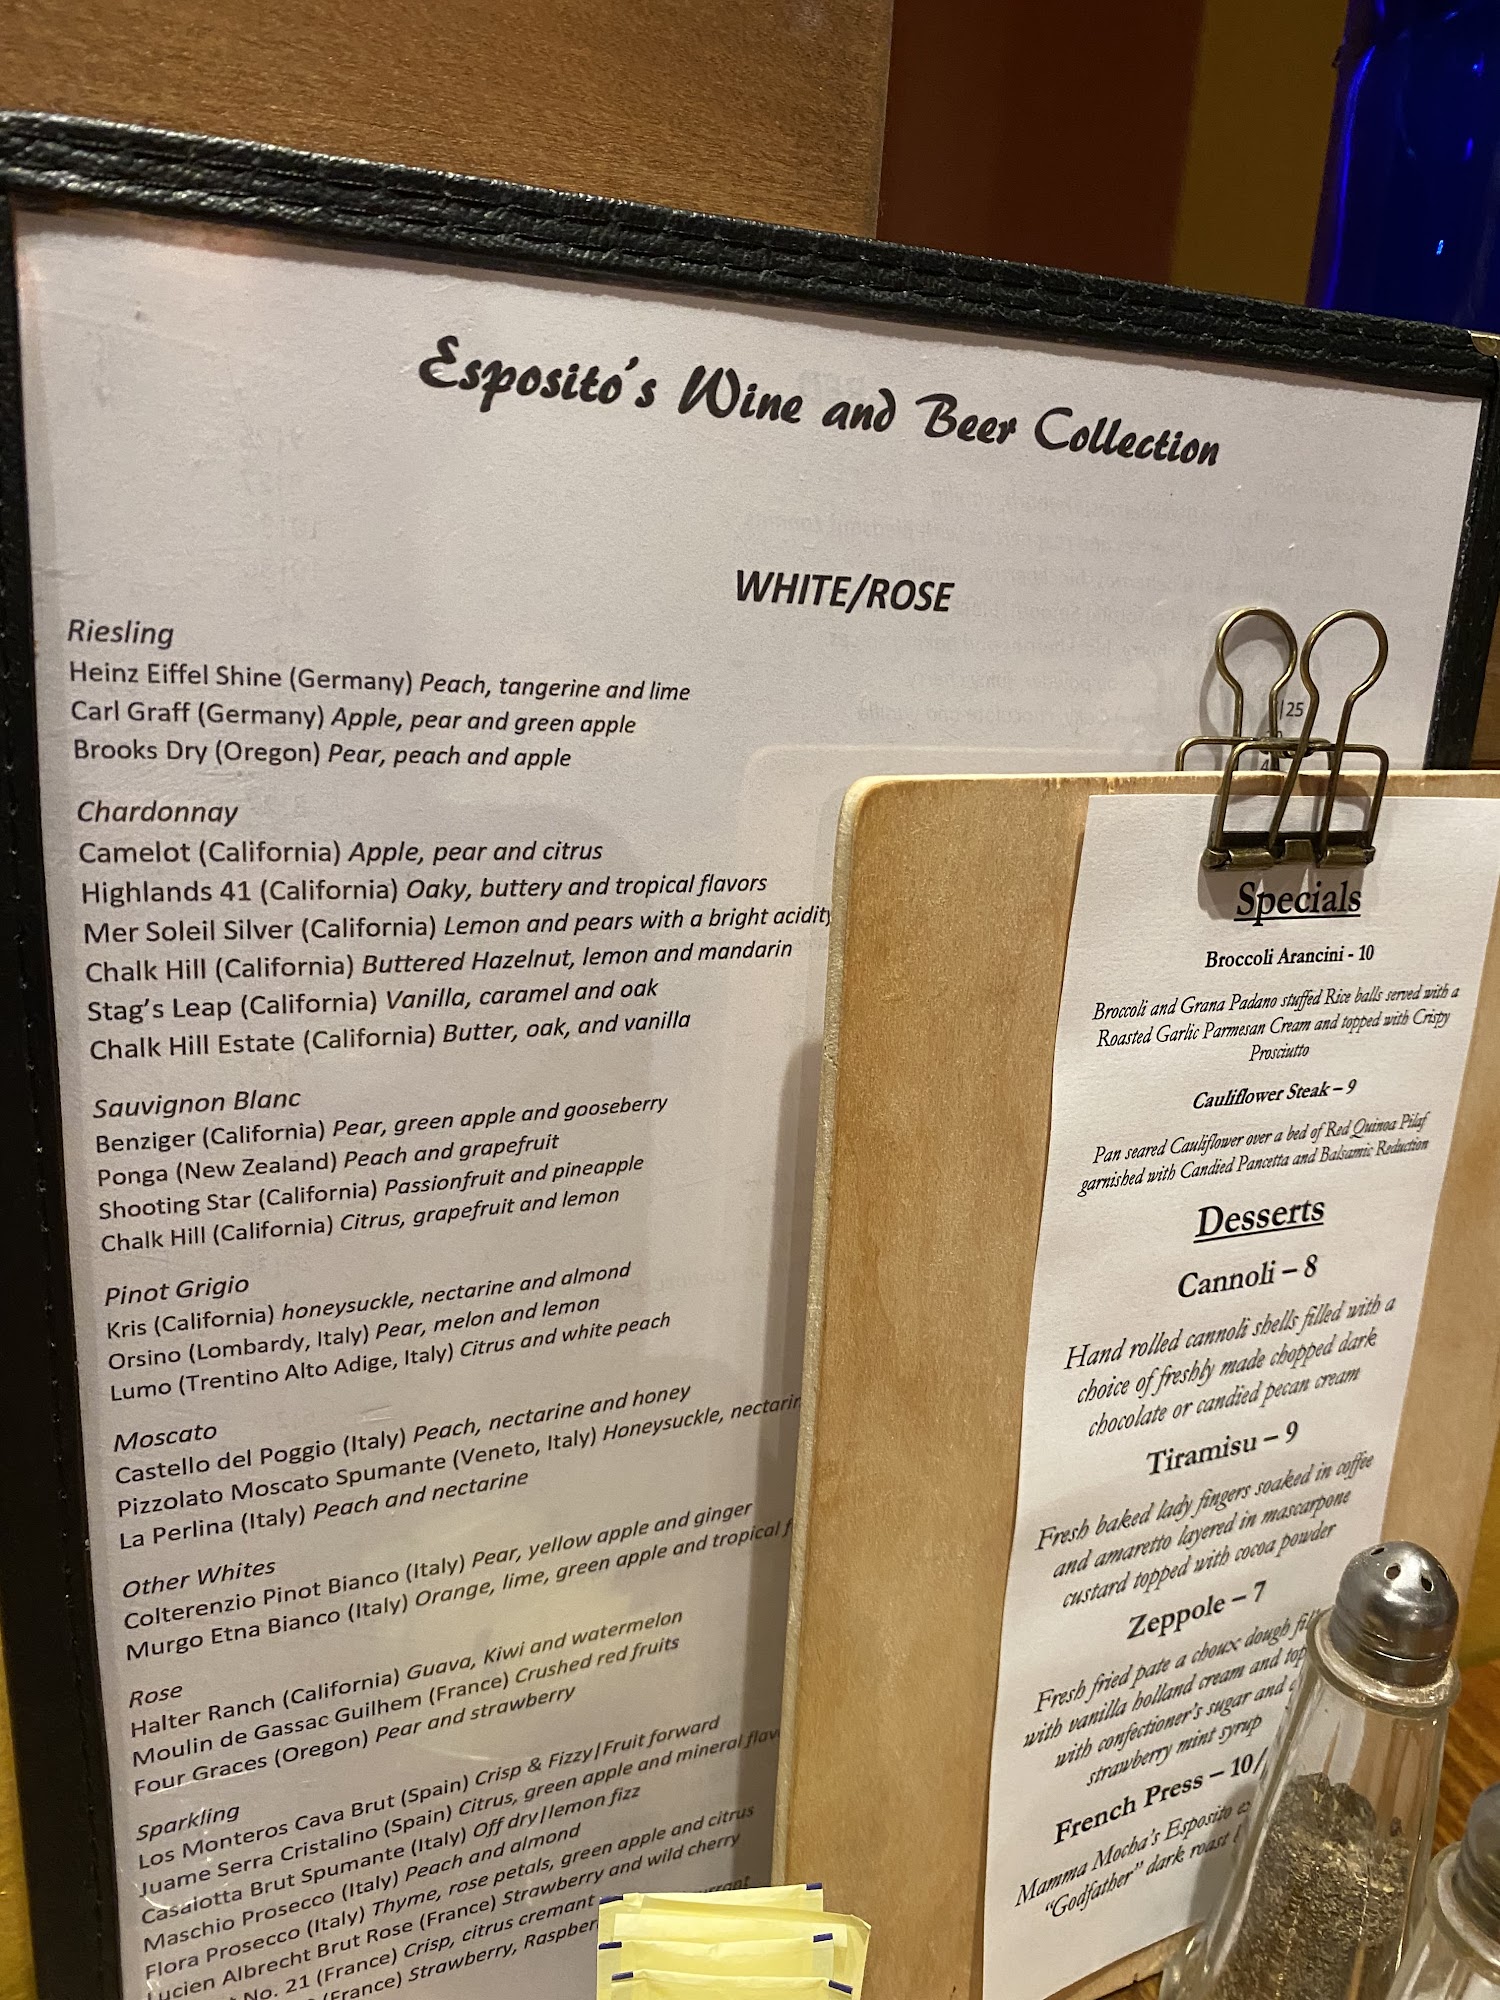 Esposito's Wine and Beer Collection
WHITE/ROSE
Riesling
Heinz Eiffel Shine (Germany) Peach, tangerine and lime
Carl Graff (Germany) Apple, pear and green apple
Brooks Dry (Oregon) Pear, peach and apple
Chardonnay
Camelot (California) Apple, pear and citrus
Highlands 41 (California) Oaky, buttery and tropical flavors
Mer Soleil Silver (California) Lemon and pears with a bright acidity
Chalk Hill (California) Buttered Hazelnut, lemon and mandarin
Stag's Leap (California) Vanilla, caramel and oak
Chalk Hill Estate (California) Butter, oak, and vanilla
Sauvignon Blanc
Benziger (California) Pear, green apple and gooseberry
Ponga (New Zealand) Peach and grapefruit
Shooting Star (California) Passionfruit and pineapple
Chalk Hill (California) Citrus, grapefruit and lemon
Pinot Grigio
Kris (California) honeysuckle, nectarine and almond
Orsino (Lombardy, Italy) Pear, melon and lemon
Lumo (Trentino Alto Adige, Italy) Citrus and white peach
Moscato
Castello del Poggio (Italy) Peach, nectarine and honey
Pizzolato Moscato Spumante (Veneto, Italy) Honeysuckle, nectarin
La Perlina (Italy) Peach and nectarine
Other Whites
Colterenzio Pinot Bianco (Italy) Pear, yellow apple and ginger
Murgo Etna Bianco (Italy) Orange, lime, green apple and tropical f
Rose
Halter Ranch (California) Guava, Kiwi and watermelon
Moulin de Gassac Guilhem (France) Crushed red fruits
Four Graces (Oregon) Pear and strawberry
Sparkling
Los Monteros Cava Brut (Spain) Crisp & Fizzy|Fruit forward
Juame Serra Cristalino (Spain) Citrus, green apple and mineral flav
Casalotta Brut Spumante (Italy) Off dry|lemon fizz
Maschio Prosecco (Italy) Peach and almond
Flora Prosecco (Italy) Thyme, rose petals, green apple and citrus
Lucien Albrecht Brut Rose (France) Strawberry and wild cherry
No. 21 (France) Crisp, citrus cremant
(France) Strawberry, Raspber
|25
4
Specials
Broccoli Arancini - 10
Broccoli and Grana Padano stuffed Rice balls served with a
Roasted Garlic Parmesan Cream and topped with Crispy
Prosciutto
Cauliflower Steak – 9
Pan seared Cauliflower over a bed of Red Quinoa Pilaf
garnished with Candied Pancetta and Balsamic Reduction
Desserts
Cannoli – 8
Hand rolled cannoli shells filled with a
choice of freshly made chopped dark
chocolate or candied pecan cream
Tiramisu – 9
Fresh baked lady fingers soaked in coffee
and amaretto layered in mascarpone
custard topped with cocoa powder
Zeppole – 7
Fresh fried pate a choux dough fil
with vanilla holland cream and top
with confectioner's sugar and
strawberry mint syrup
French Press – 10/
Mamma Mocha's Esposito
"Godfather" dark roast